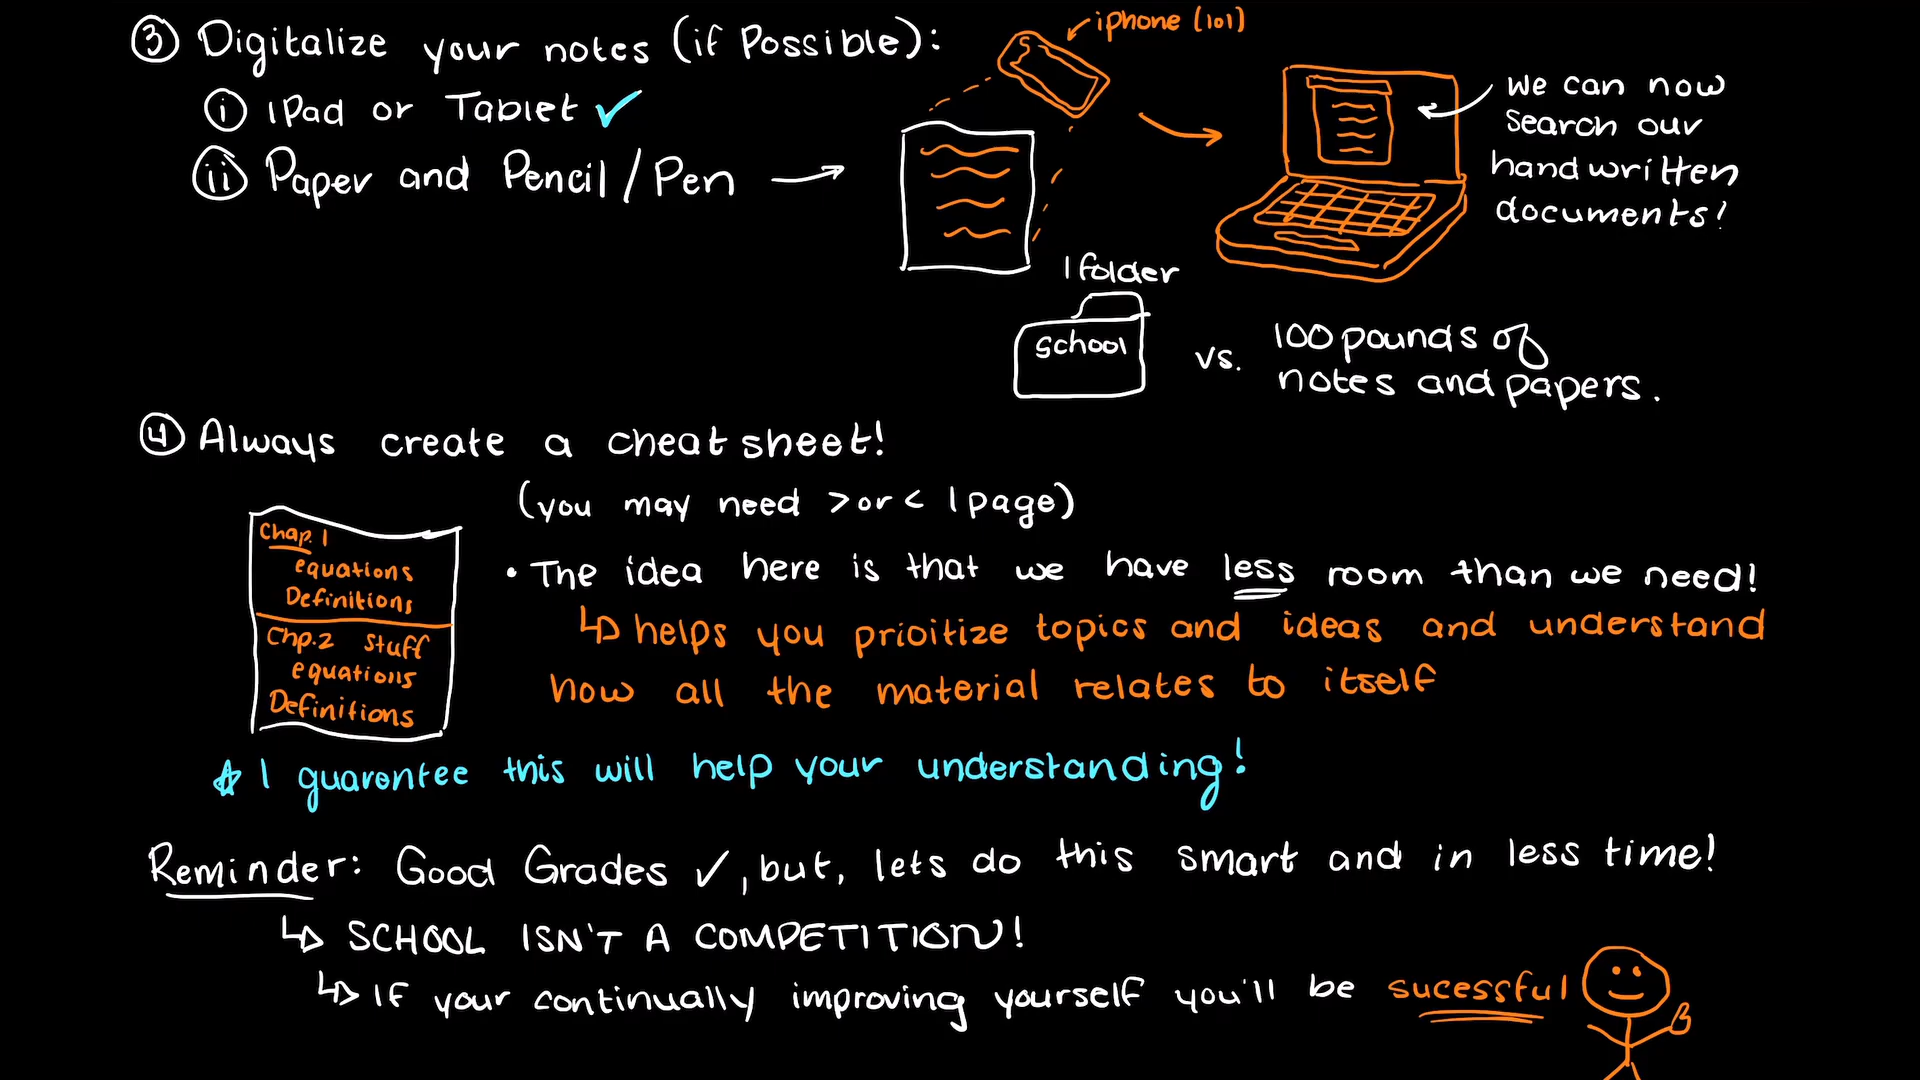 ③ Digitalize your notes (if Possible):
iphone (101)
ⓘ IPad or Tablet ✓
ⓘⓘ Paper and Pencil/Pen →
we can now
search our
handwritten
documents!
1 folder
school
vs.
100 pounds of
notes and papers.
④ Always create a cheat sheet!
(you may need > or < 1 page)
Chap. 1
equations
Definitions
Chp. 2 stuff
equations
Definitions
• The idea here is that we have less room than we need!
↳ helps you prioitize topics and ideas and understand
how all the material relates to itself
☆ I guarentee this will help your understanding!
Reminder: Good Grades ✓, but, lets do this smart and in less time!
↳ SCHOOL ISN'T A COMPETITION!
↳ IF your continually improving yourself you'll be sucessful